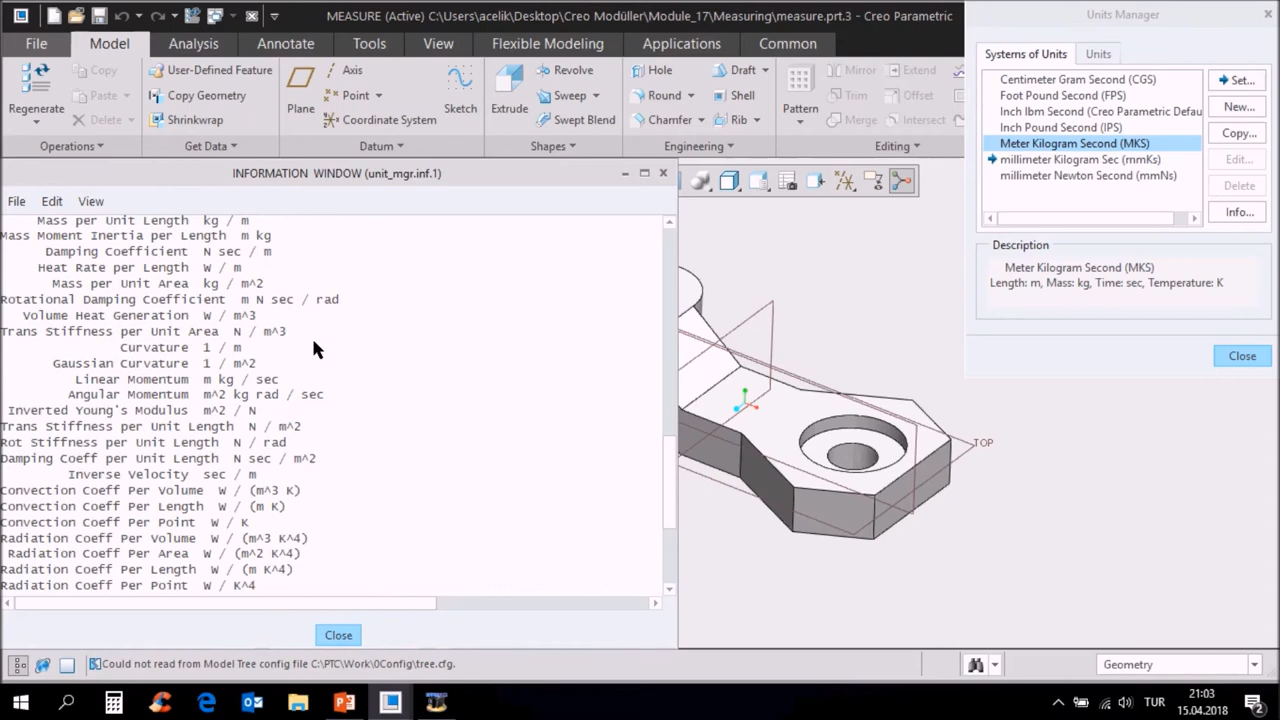 MEASURE (Active) C:\Users\acelik\Desktop\Creo Modüller\Module_17\Measuring\measure.prt.3 - Creo Parametric
File
Model
Analysis
Annotate
Tools
View
Flexible Modeling
Applications
Common
Regenerate
Copy
Paste
Delete
Operations
User-Defined Feature
Copy Geometry
Shrinkwrap
Get Data
Plane
Axis
Point
Coordinate System
Sketch
Datum
Extrude
Revolve
Sweep
Swept Blend
Shapes
Hole
Round
Chamfer
Draft
Shell
Rib
Engineering
Pattern
Mirror
Trim
Merge
Extend
Offset
Intersect
Editing
INFORMATION WINDOW (unit_mgr.inf.1)
File
Edit
View
Mass per Unit Length kg / m
Mass Moment Inertia per Length m kg
Damping Coefficient N sec / m
Heat Rate per Length W / m
Mass per Unit Area kg / m^2
Rotational Damping Coefficient m N sec / rad
Volume Heat Generation W / m^3
Trans Stiffness per Unit Area N / m^3
Curvature 1 / m
Gaussian Curvature 1 / m^2
Linear Momentum m kg / sec
Angular Momentum m^2 kg rad / sec
Inverted Young's Modulus m^2 / N
Trans Stiffness per Unit Length N / m^2
Rot Stiffness per Unit Length N / rad
Damping Coeff per Unit Length N sec / m^2
Inverse Velocity sec / m
Convection Coeff Per Volume W / (m^3 K)
Convection Coeff Per Length W / (m K)
Convection Coeff Per Point W / K
Radiation Coeff Per Volume W / (m^3 K^4)
Radiation Coeff Per Area W / (m^2 K^4)
Radiation Coeff Per Length W / (m K^4)
Radiation Coeff Per Point W / K^4
Close
TOP
Units Manager
Systems of Units
Units
Centimeter Gram Second (CGS)
Foot Pound Second (FPS)
Inch lbm Second (Creo Parametric Defau
Inch Pound Second (IPS)
Meter Kilogram Second (MKS)
millimeter Kilogram Sec (mmKs)
millimeter Newton Second (mmNs)
Set...
New...
Copy...
Edit...
Delete
Info...
Description
Meter Kilogram Second (MKS)
Length: m, Mass: kg, Time: sec, Temperature: K
Close
Could not read from Model Tree config file C:\PTC\Work\0Config\tree.cfg.
Geometry
TUR
21:03
15.04.2018
2